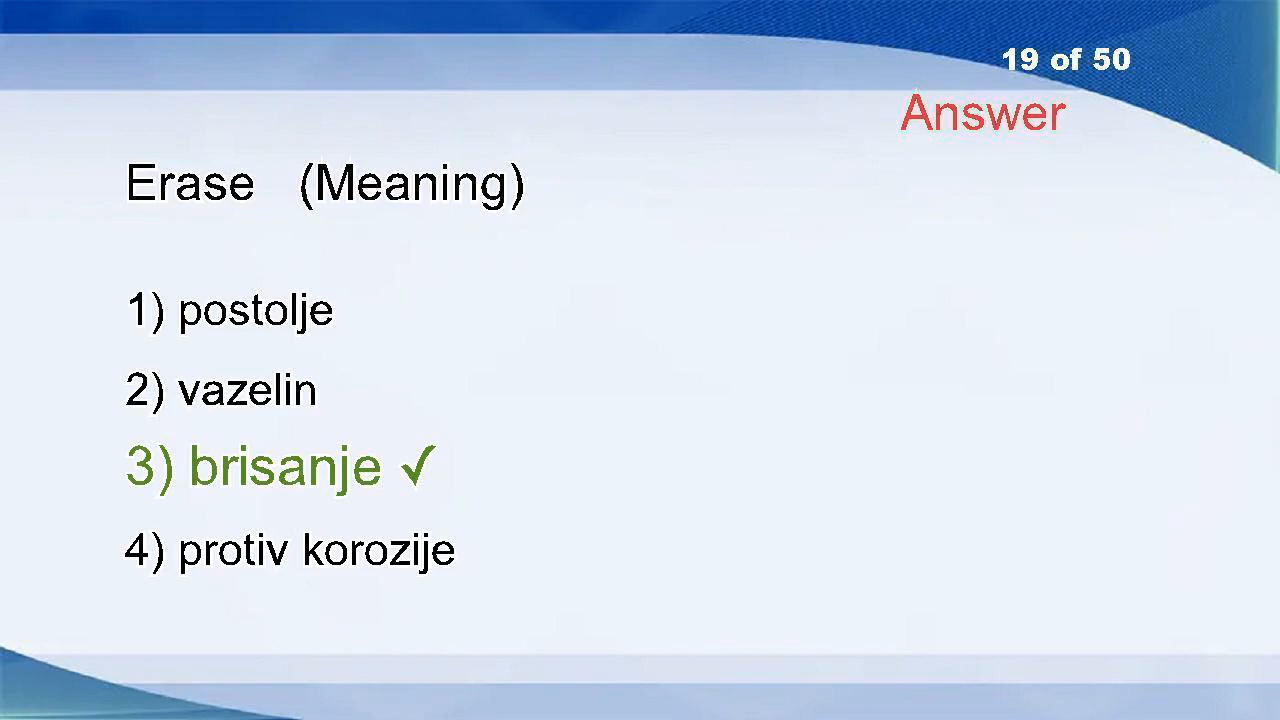 19 of 50
Answer
Erase (Meaning)
1) postolje
2) vazelin
3) brisanje ✓
4) protiv korozije